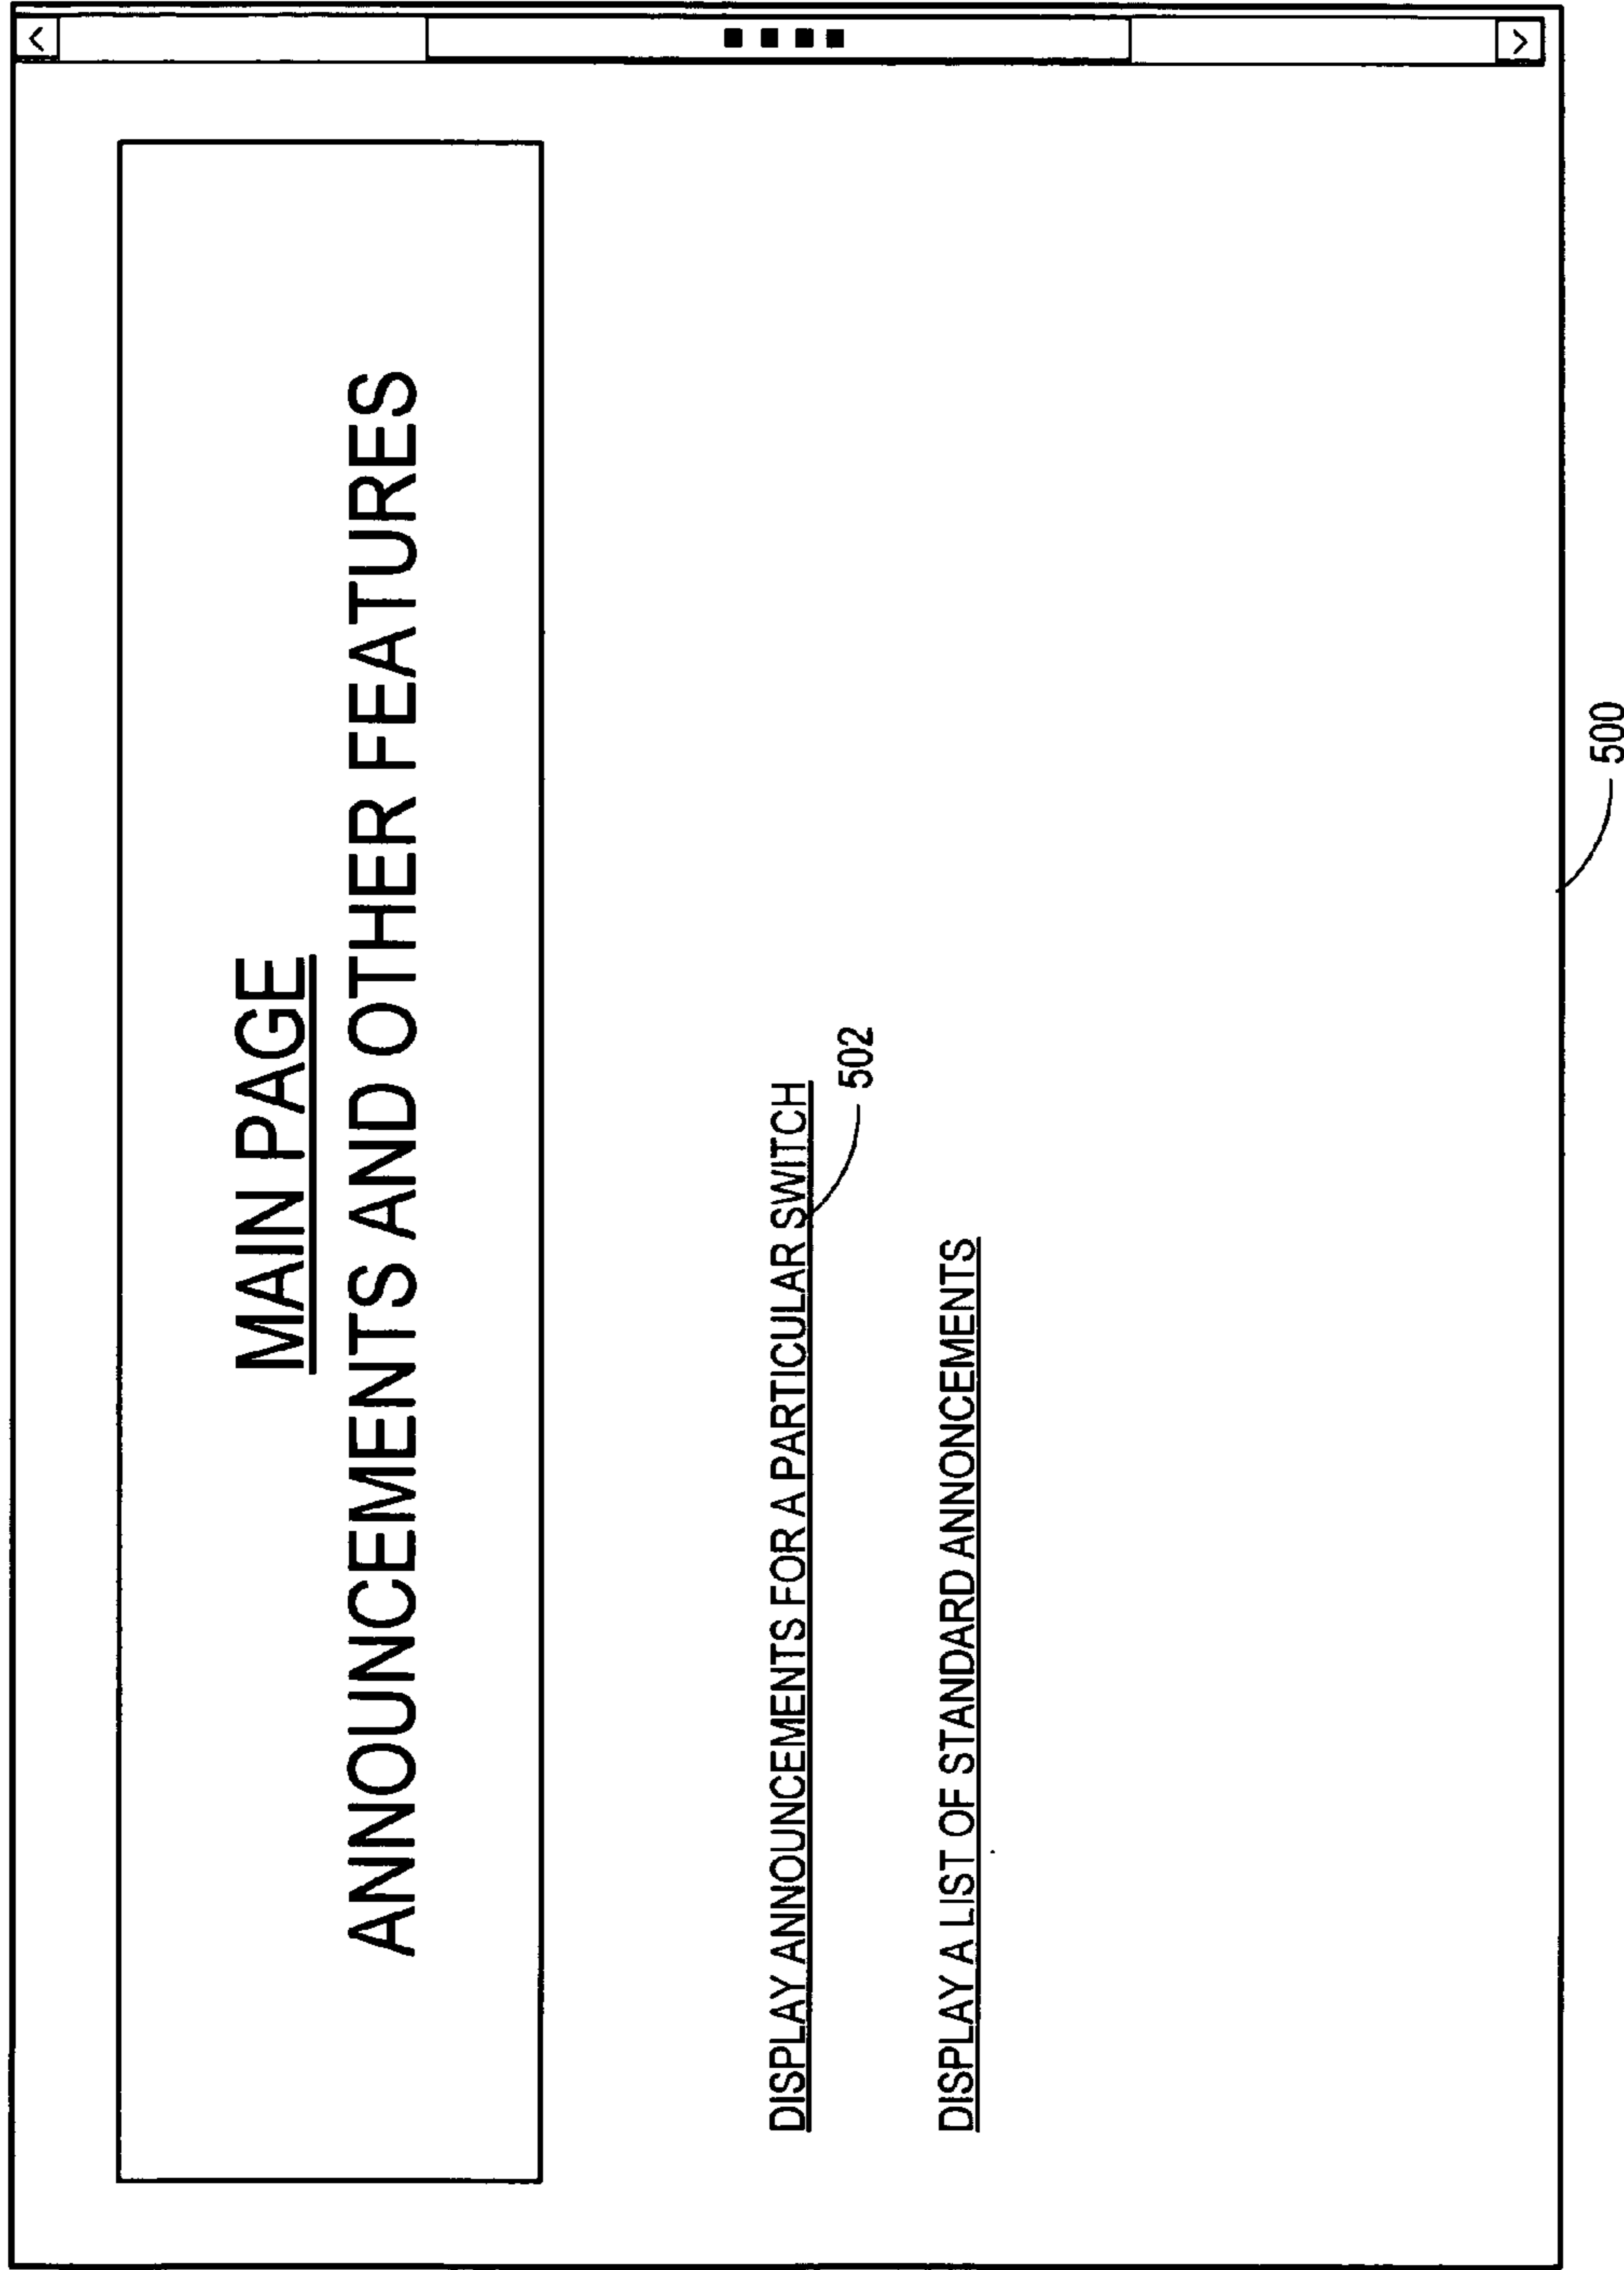 MAIN PAGE
ANNOUNCEMENTS AND OTHER FEATURES
DISPLAY ANNOUNCEMENTS FOR A PARTICULAR SWITCH
502
DISPLAY A LIST OF STANDARD ANNONCEMENTS
500